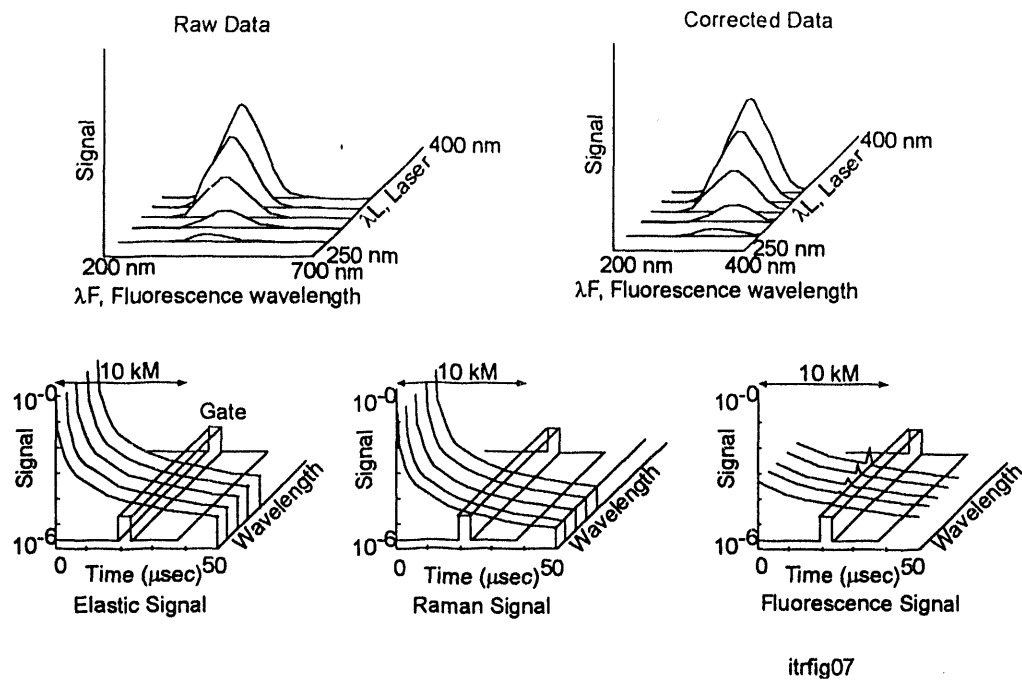 Raw Data
Signal
400 nm
λL, Laser
250 nm
200 nm
700 nm
λF, Fluorescence wavelength
Corrected Data
Signal
400 nm
λL, Laser
250 nm
200 nm
400 nm
λF, Fluorescence wavelength
10 kM
10-0
Gate
Signal
Wavelength
10-6
0
Time (μsec)
50
Elastic Signal
10 kM
10-0
Signal
Wavelength
10-6
0
Time (μsec)
50
Raman Signal
10 kM
10-0
Signal
Wavelength
10-6
0
Time (μsec)
50
Fluorescence Signal
itrfig07